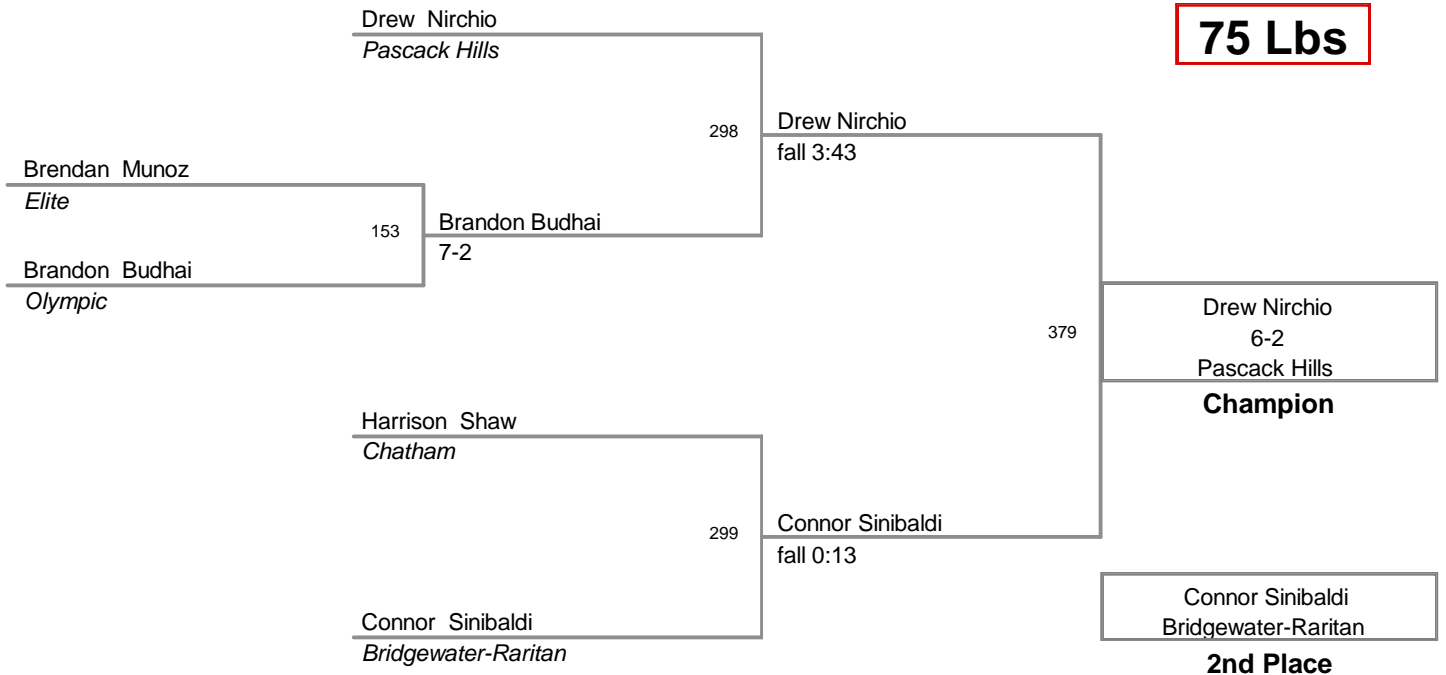 Drew Nirchio
Pascack Hills
75 Lbs
298
Drew Nirchio
fall 3:43
Brendan Munoz
Elite
153
Brandon Budhai
7-2
Brandon Budhai
Olympic
379
Drew Nirchio
6-2
Pascack Hills
Champion
Harrison Shaw
Chatham
299
Connor Sinibaldi
fall 0:13
Connor Sinibaldi
Bridgewater-Raritan
Connor Sinibaldi
Bridgewater-Raritan
2nd Place